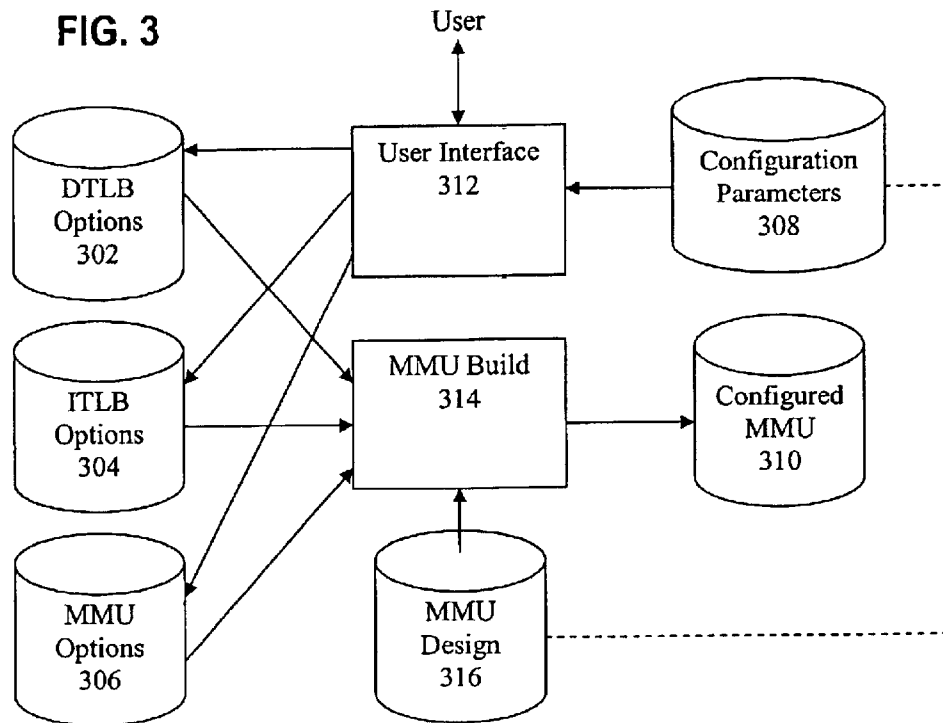 FIG. 3
User
DTLB
Options
302
User Interface
312
Configuration
Parameters
308
ITLB
Options
304
MMU Build
314
Configured
MMU
310
MMU
Options
306
MMU
Design
316